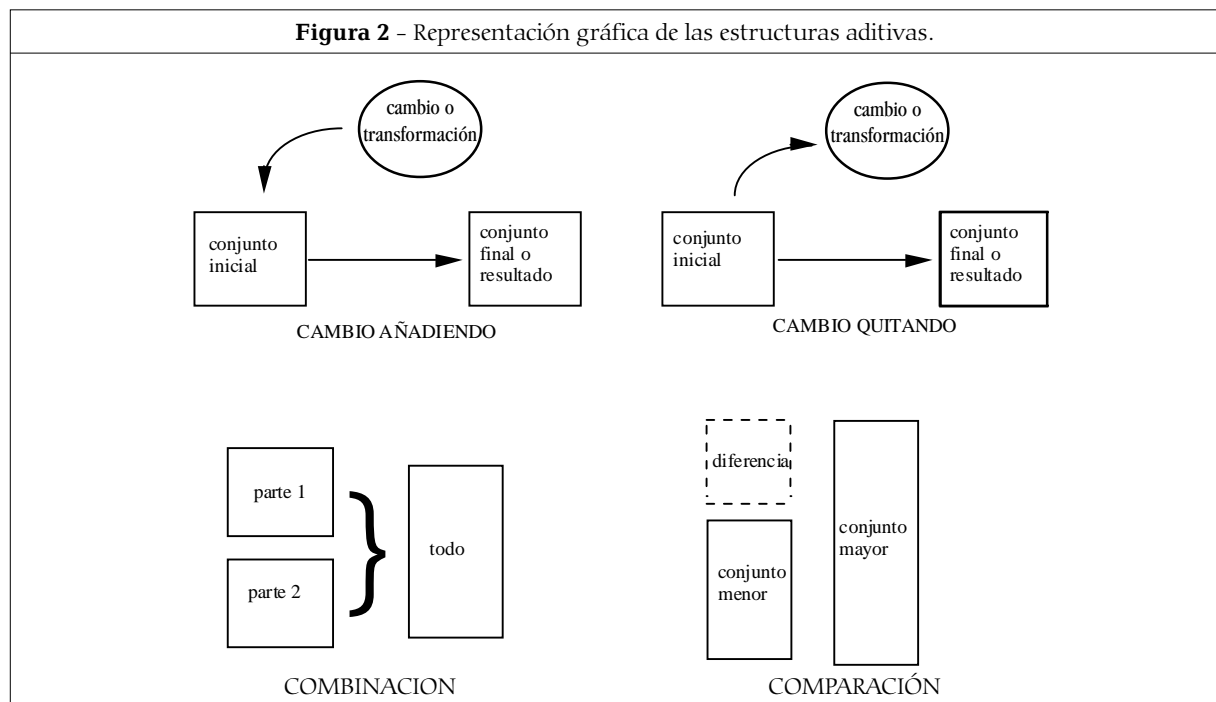 Figura 2 – Representación gráfica de las estructuras aditivas.
cambio o
transformación
conjunto
inicial
conjunto
final o
resultado
CAMBIO AÑADIENDO
cambio o
transformación
conjunto
inicial
conjunto
final o
resultado
CAMBIO QUITANDO
parte 1
parte 2
todo
COMBINACION
diferencia
conjunto
menor
conjunto
mayor
COMPARACIÓN